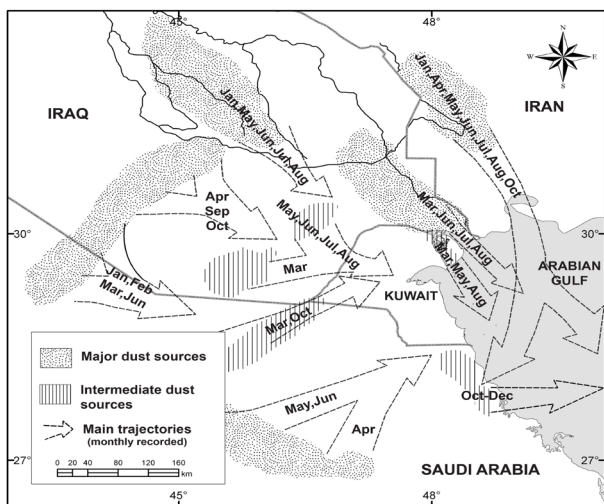 45
48
N
W
E
S
IRAQ
IRAN
Jan,May,Jun,Jul,Aug
Jan,Apr,May,Jun,
Jul,Aug,Oct
Apr
Sep
Oct
May,Jun,Jul,Aug
Mar,Jun,Jul,Aug
30°
30°
Mar
Mar,May,Aug
ARABIAN
GULF
Jan,Feb
Mar,Jun
KUWAIT
Mar,Oct
Major dust sources
Intermediate dust
sources
Main trajectories
(monthly recorded)
0 20 40 80 120 160
km
May,Jun
Apr
Oct-Dec
27°
27°
SAUDI ARABIA
45
48